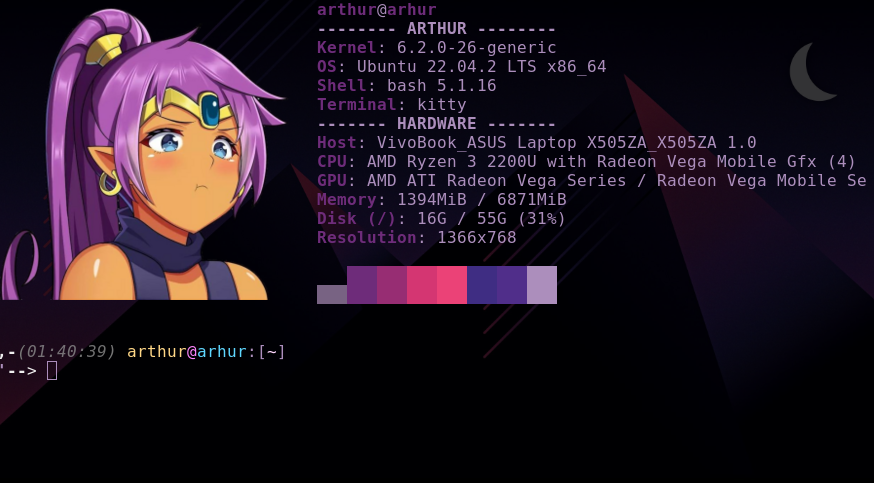 arthur@arhur
-------- ARTHUR --------
Kernel: 6.2.0-26-generic
OS: Ubuntu 22.04.2 LTS x86_64
Shell: bash 5.1.16
Terminal: kitty
------- HARDWARE -------
Host: VivoBook_ASUS Laptop X505ZA_X505ZA 1.0
CPU: AMD Ryzen 3 2200U with Radeon Vega Mobile Gfx (4)
GPU: AMD ATI Radeon Vega Series / Radeon Vega Mobile Se
Memory: 1394MiB / 6871MiB
Disk (/): 16G / 55G (31%)
Resolution: 1366x768
,-(01:40:39) arthur@arhur:[~]
'-->